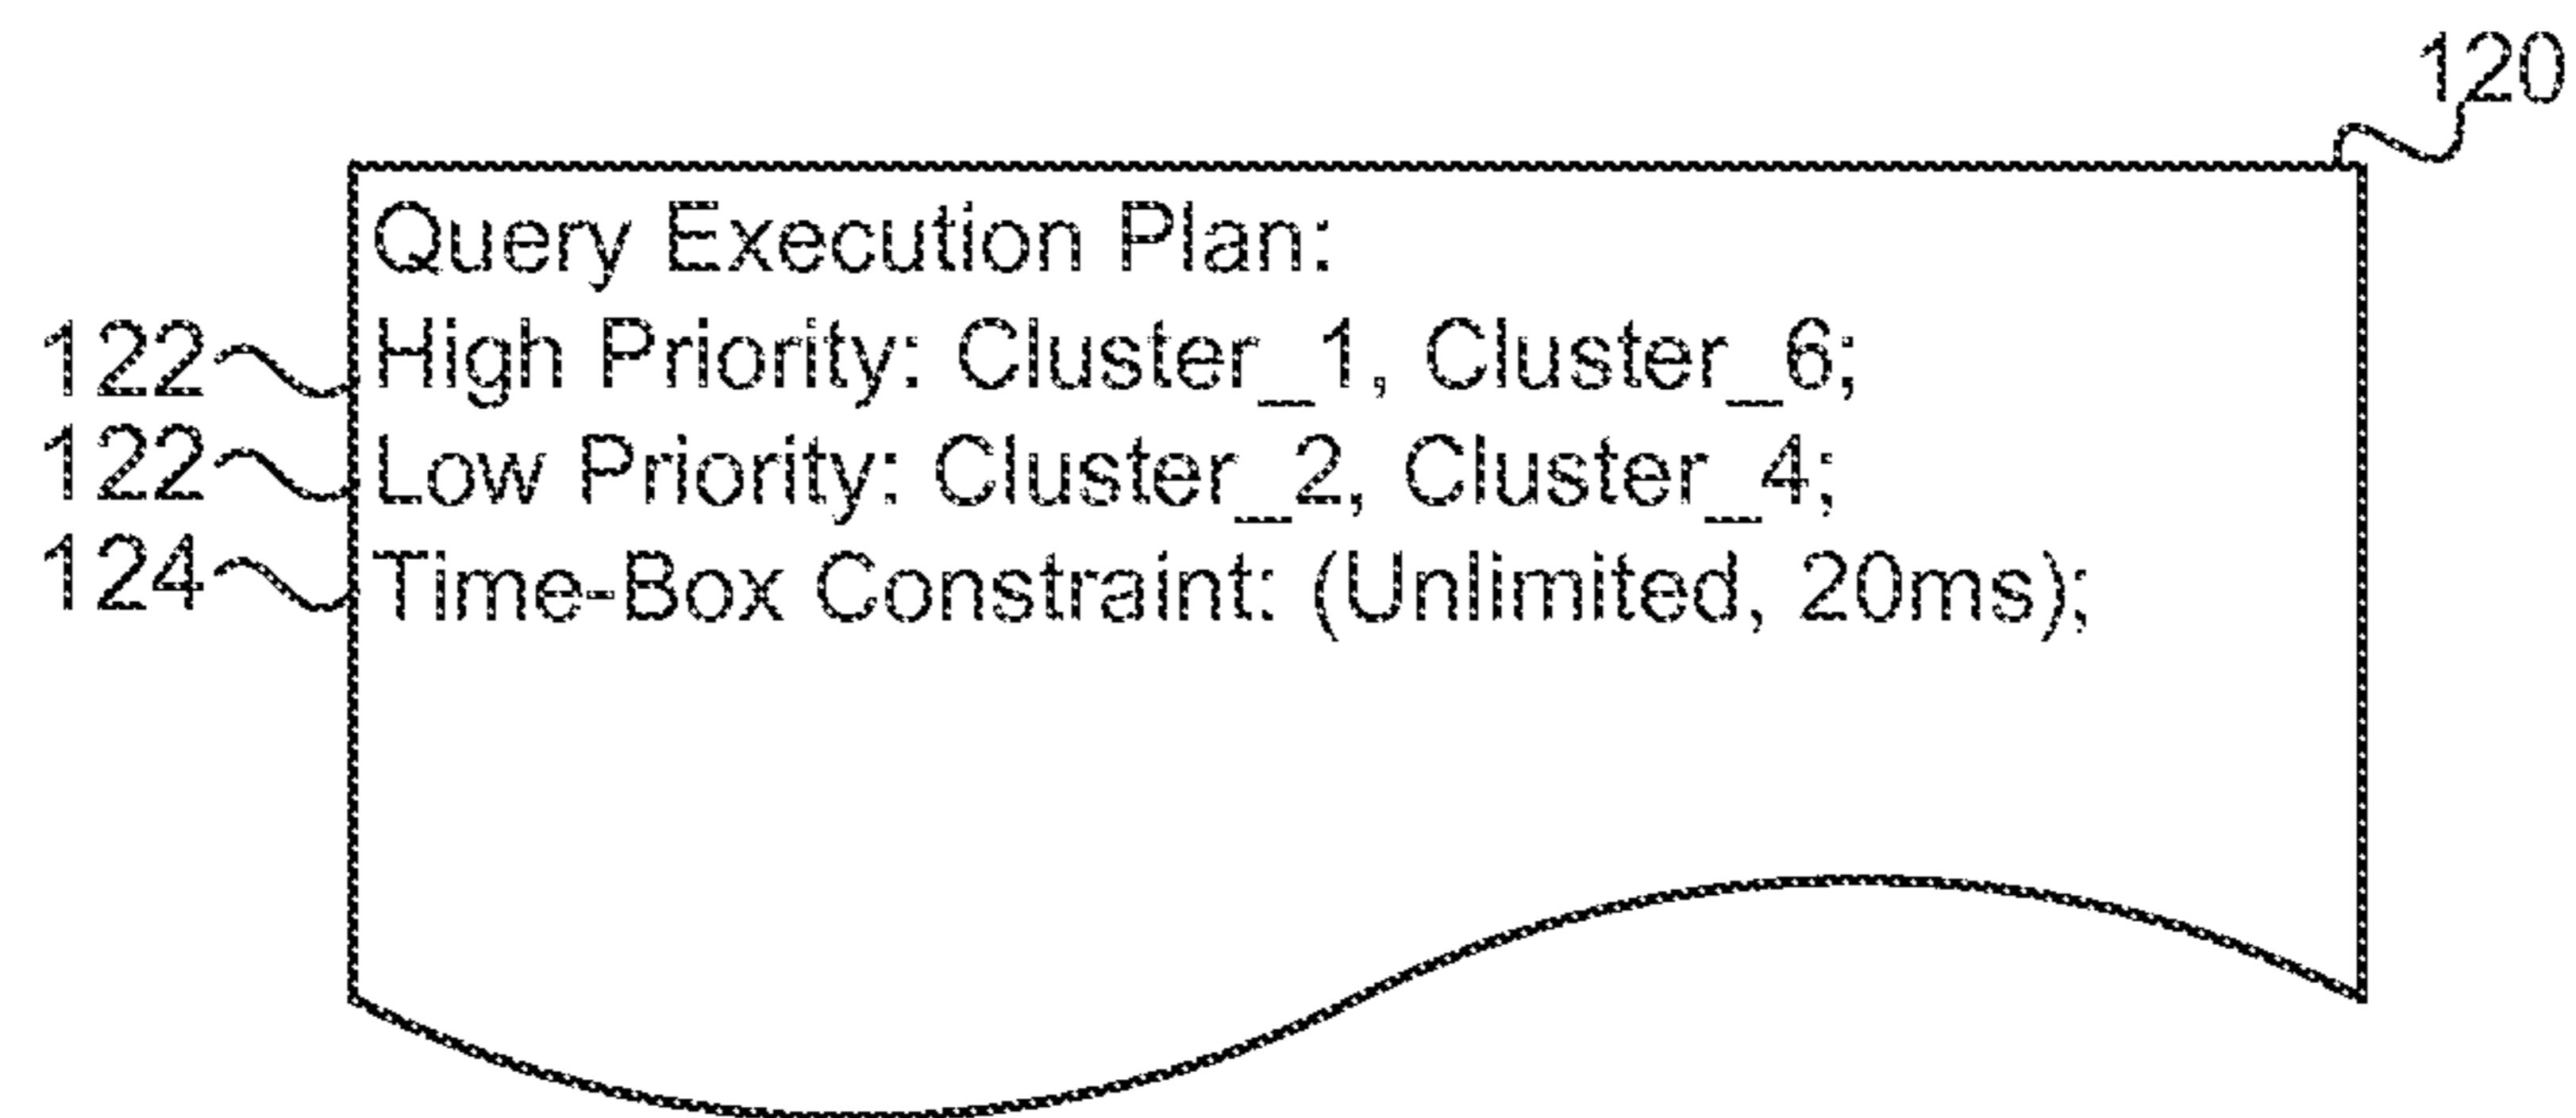 120
Query Execution Plan:
122 High Priority: Cluster_1, Cluster_6;
122 Low Priority: Cluster_2, Cluster_4;
124 Time-Box Constraint: (Unlimited, 20ms);